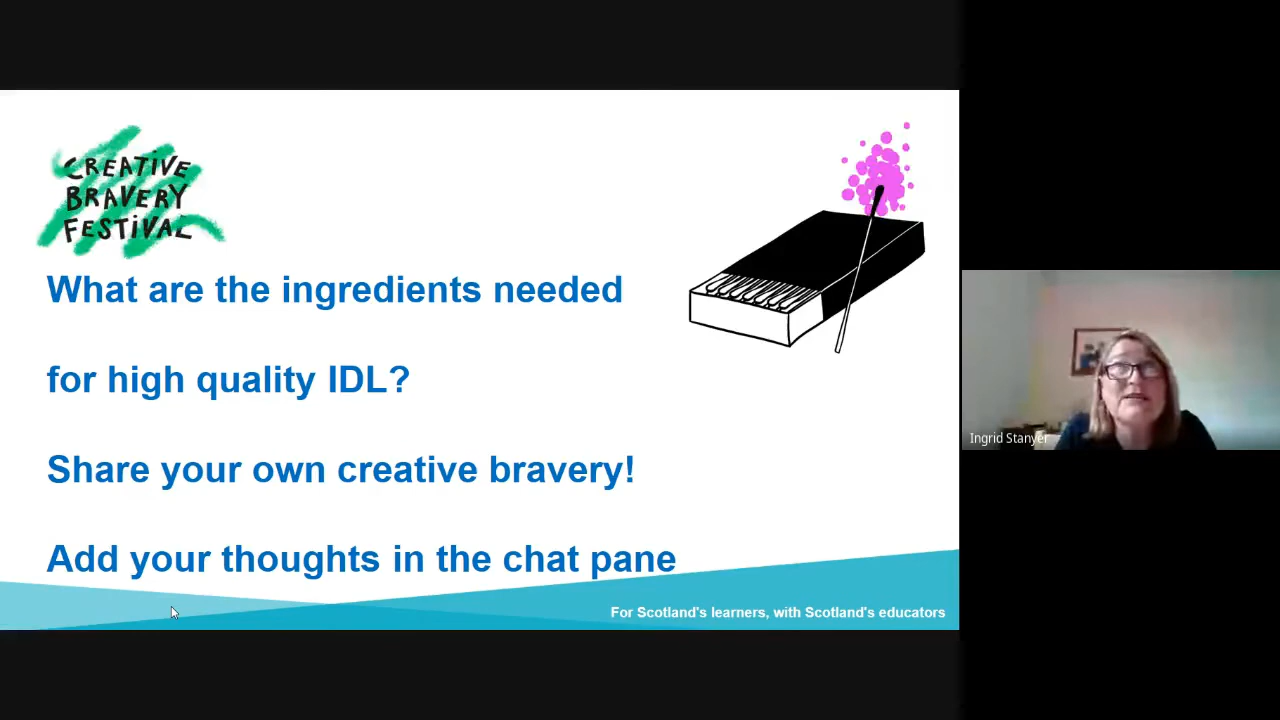 CREATIVE
BRAVERY
FESTIVAL
What are the ingredients needed
for high quality IDL?
Share your own creative bravery!
Add your thoughts in the chat pane
For Scotland's learners, with Scotland's educators
Ingrid Stanyer